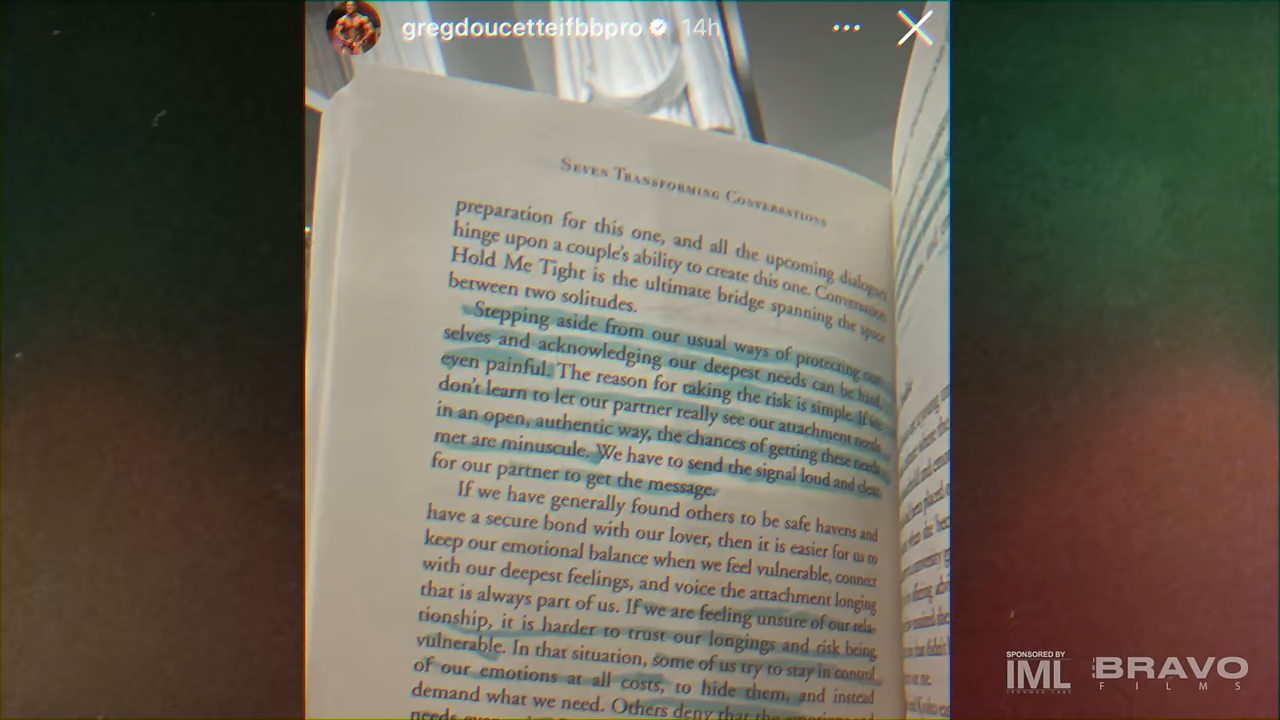 gregdoucetteifbbpro 14h
SEVEN TRANSFORMING CONVERSATIONS
preparation for this one, and all the upcoming dialogues
hinge upon a couple's ability to create this one. Conversation
Hold Me Tight is the ultimate bridge spanning the space
between two solitudes.
Stepping aside from our usual ways of protecting our-
selves and acknowledging our deepest needs can be hard,
even painful. The reason for taking the risk is simple. If we
don't learn to let our partner really see our attachment needs
in an open, authentic way, the chances of getting these needs
met are minuscule. We have to send the signal loud and clear
for our partner to get the message.
If we have generally found others to be safe havens and
have a secure bond with our lover, then it is easier for us to
keep our emotional balance when we feel vulnerable, connect
with our deepest feelings, and voice the attachment longing
that is always part of us. If we are feeling unsure of our rela-
tionship, it is harder to trust our longings and risk being
vulnerable. In that situation, some of us try to stay in control
of our emotions at all costs, to hide them, and instead
demand what we need. Others deny that the
SPONSORED BY
IML
BRAVO
FILMS